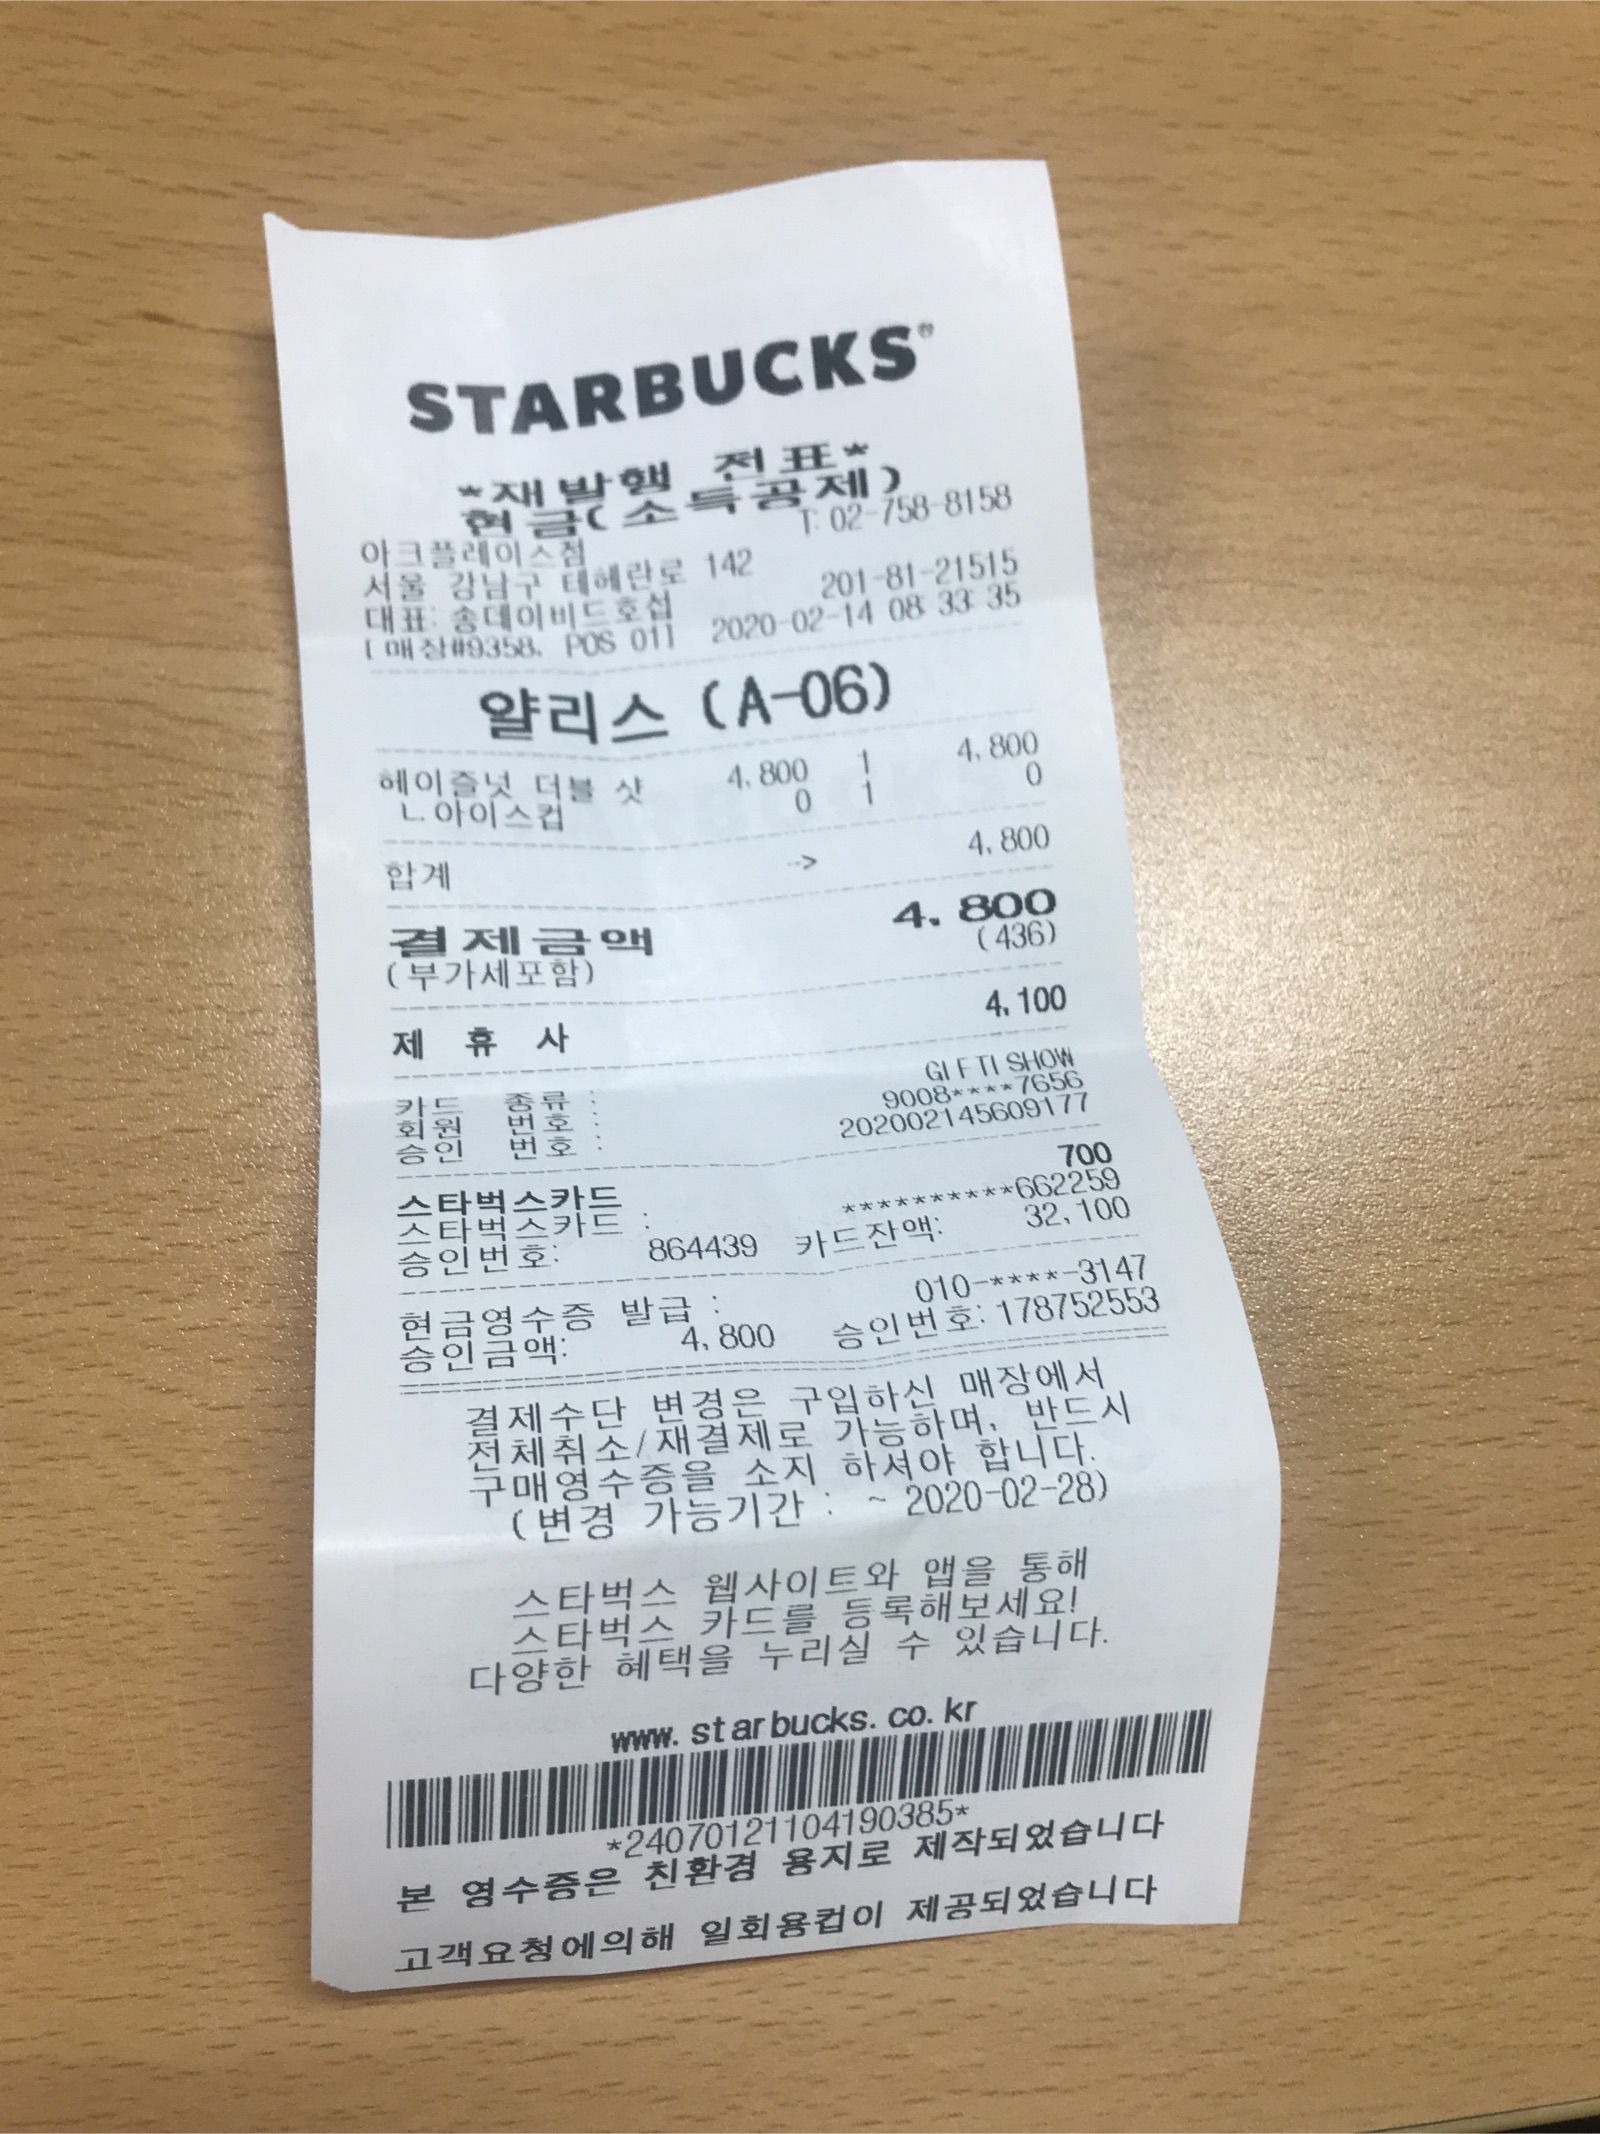 STARBUCKS®
*재발행 전표*
현금(소득공제)
아크플레이스점 T: 02-758-8158
서울 강남구 테헤란로 142
대표: 송데이비드호섭 201-81-21515
[매장#9358, POS 01] 2020-02-14 08:33:35
얄리스 (A-06)
헤이즐넛 더블 샷 4,800 1 4,800
ㄴ아이스컵 0 1 0
합계 --> 4,800
결제금액 4,800
(부가세포함) (436)
제 휴 사 4,100
카드 종류 : GIFTI SHOW
회원 번호 : 9008****7656
승인 번호 : 202002145609177
스타벅스카드 700
스타벅스카드 : **********662259
승인번호: 864439 카드잔액: 32,100
현금영수증 발급 : 010-****-3147
승인금액: 4,800 승인번호: 178752553
결제수단 변경은 구입하신 매장에서
전체취소/재결제로 가능하며, 반드시
구매영수증을 소지 하셔야 합니다.
(변경 가능기간 : ~ 2020-02-28)
스타벅스 웹사이트와 앱을 통해
스타벅스 카드를 등록해보세요!
다양한 혜택을 누리실 수 있습니다.
www.starbucks.co.kr
*24070121104190385*
본 영수증은 친환경 용지로 제작되었습니다
고객요청에의해 일회용컵이 제공되었습니다